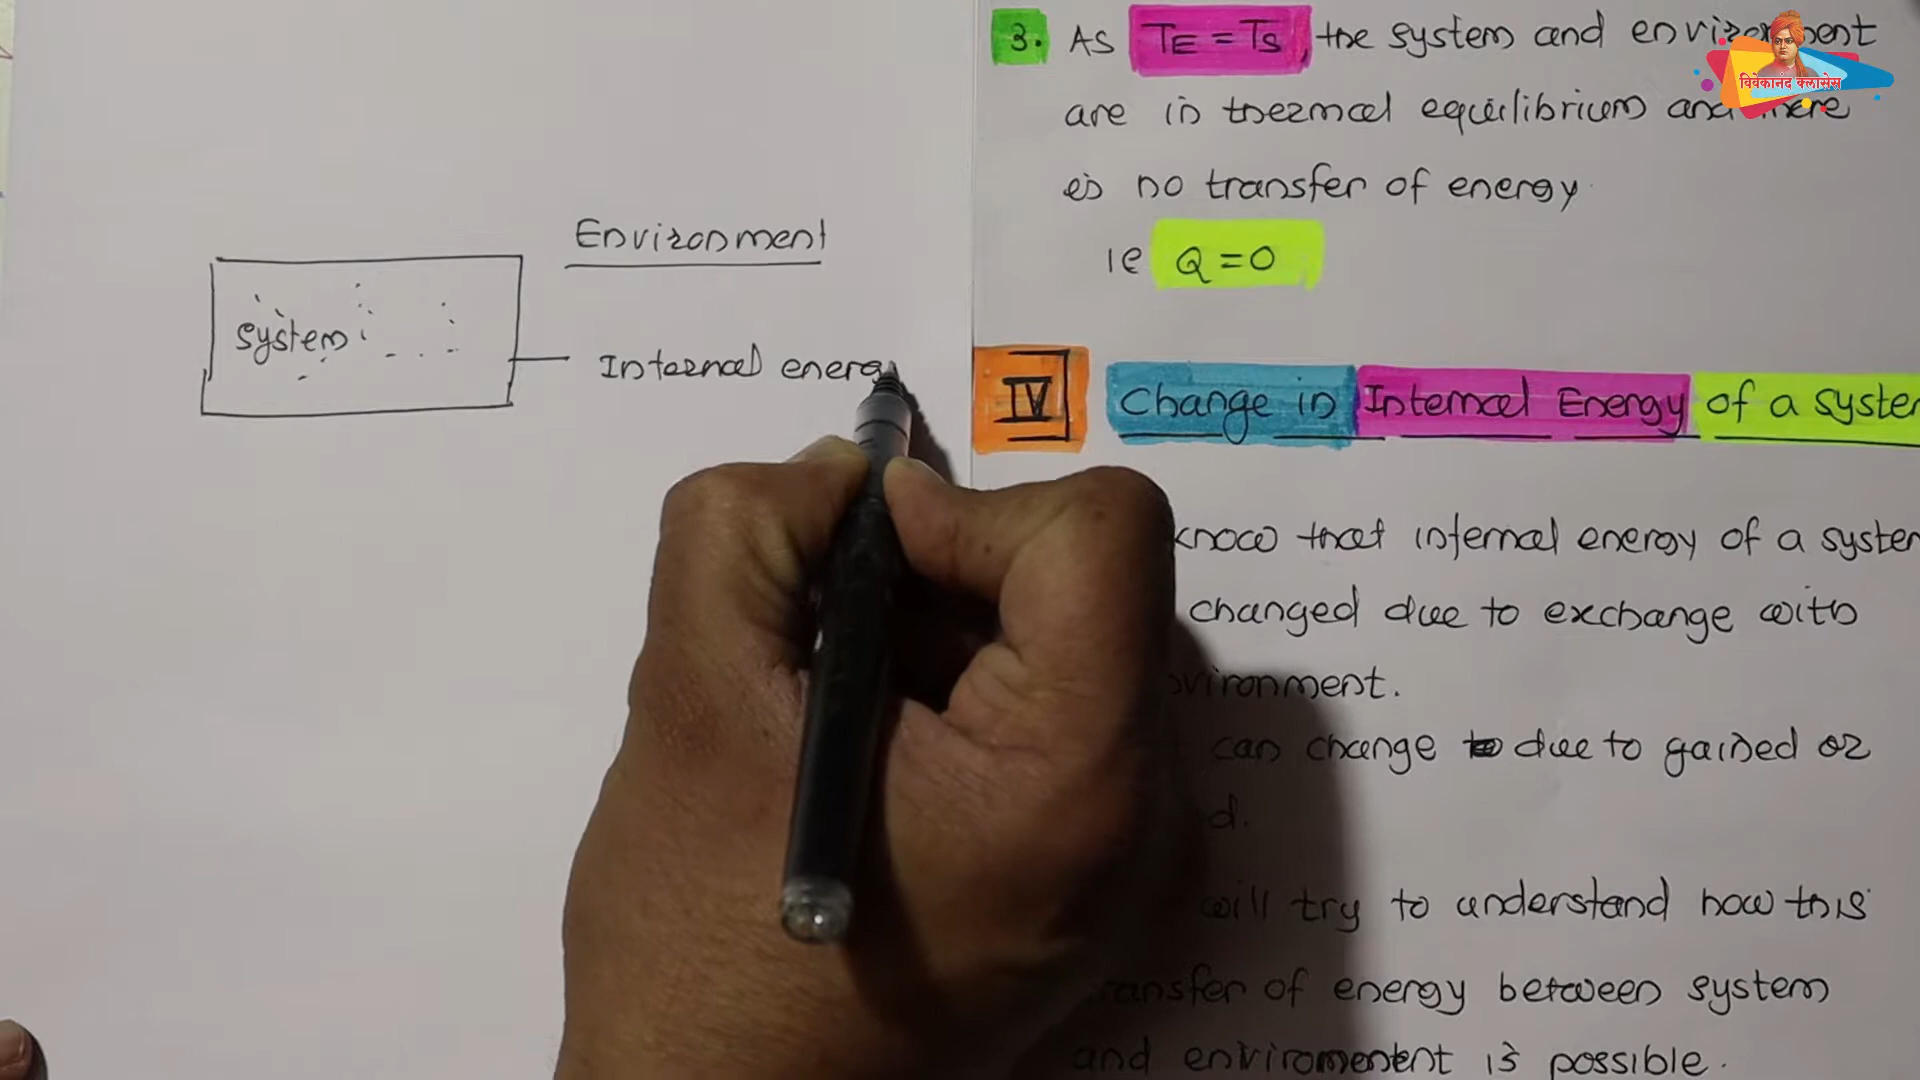 Environment
system
Internal energ
3. As TE = TS, the system and environment
are in thermal equilibrium and there
is no transfer of energy.
ie Q = 0
IV Change in Internal Energy of a system
know that internal energy of a system
changed due to exchange with
vironment.
can change due to gained or
d.
will try to understand how this
ransfer of energy between system
and enviroment is possible.
विवेकानंद क्लासेस